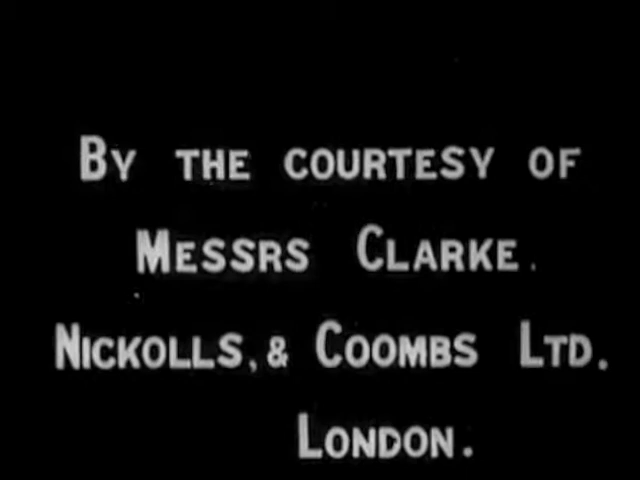 By the courtesy of
Messrs Clarke.
Nickolls, & Coombs Ltd.
London.